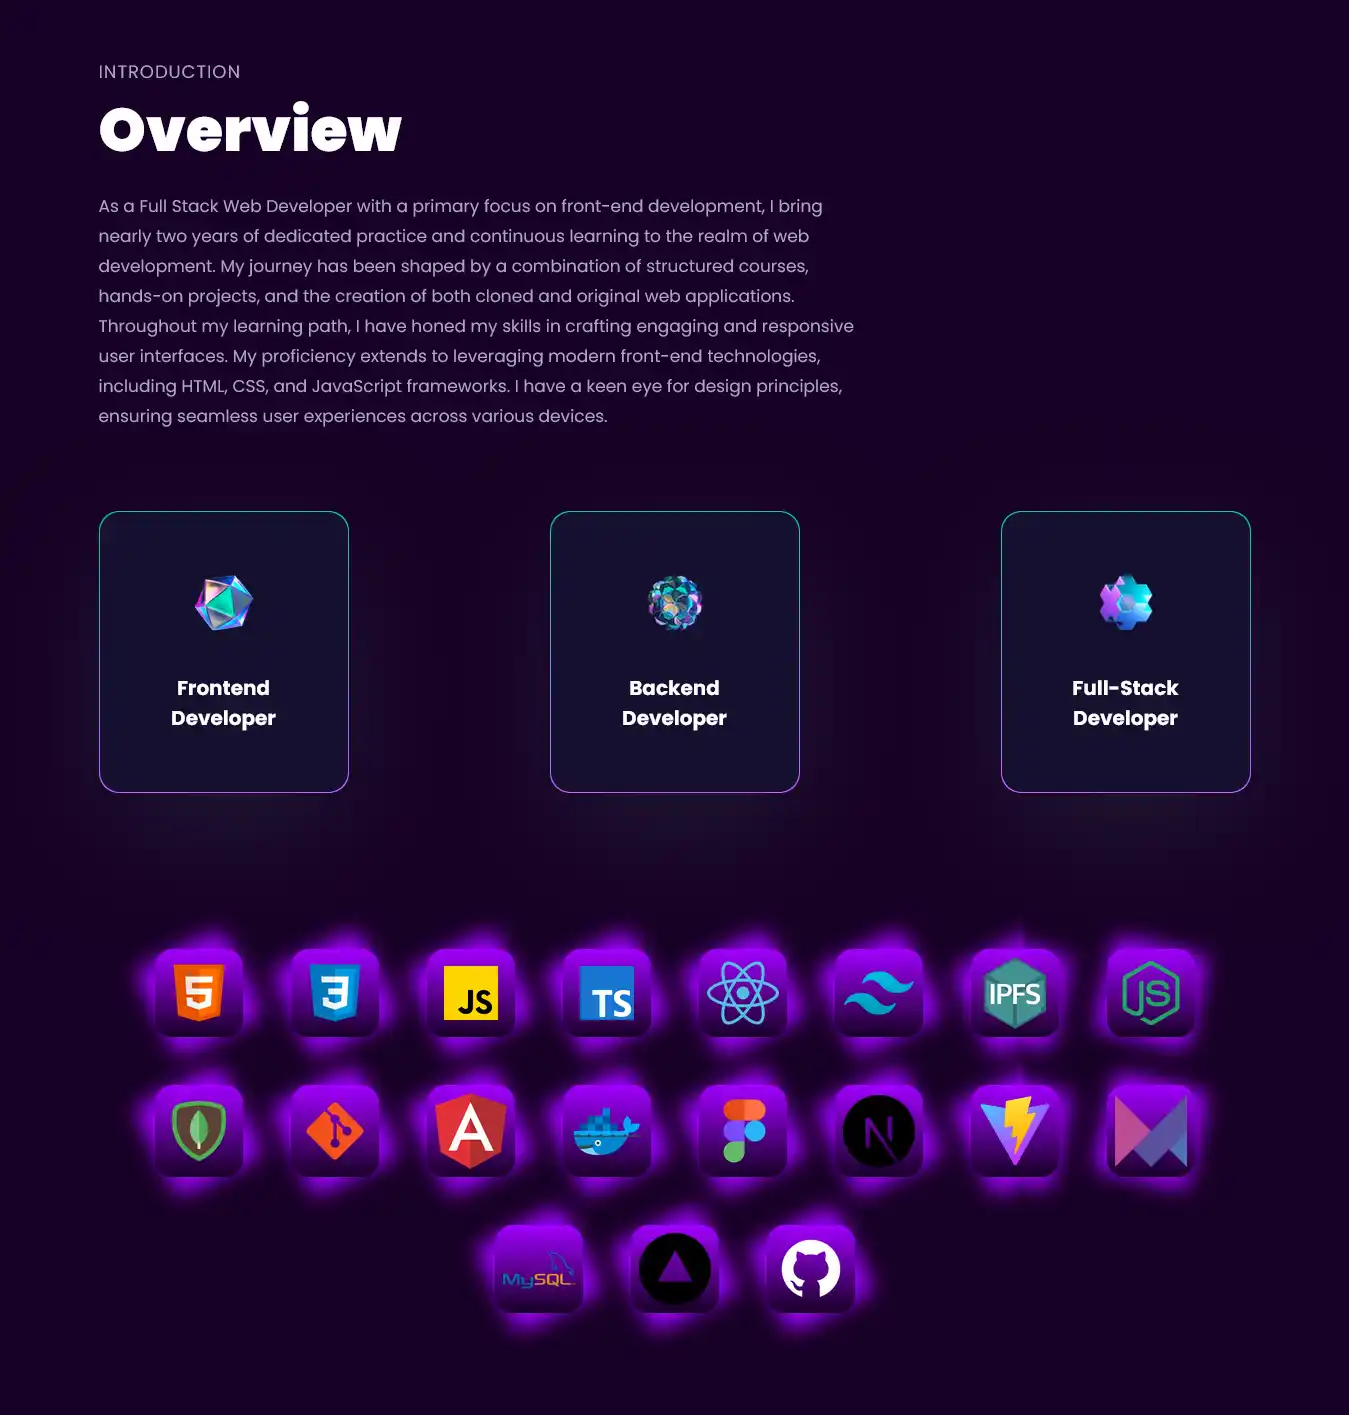 INTRODUCTION
Overview
As a Full Stack Web Developer with a primary focus on front-end development, I bring
nearly two years of dedicated practice and continuous learning to the realm of web
development. My journey has been shaped by a combination of structured courses,
hands-on projects, and the creation of both cloned and original web applications.
Throughout my learning path, I have honed my skills in crafting engaging and responsive
user interfaces. My proficiency extends to leveraging modern front-end technologies,
including HTML, CSS, and JavaScript frameworks. I have a keen eye for design principles,
ensuring seamless user experiences across various devices.
Frontend
Developer
Backend
Developer
Full-Stack
Developer
5
3
JS
TS
IPFS
JS
A
N
MySQL